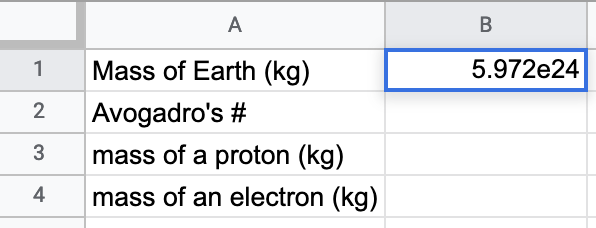 A B
1 Mass of Earth (kg) 5.972e24
2 Avogadro's #
3 mass of a proton (kg)
4 mass of an electron (kg)